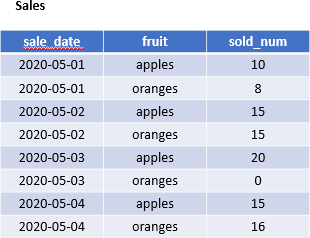 Sales
sale_date fruit sold_num
2020-05-01 apples 10
2020-05-01 oranges 8
2020-05-02 apples 15
2020-05-02 oranges 15
2020-05-03 apples 20
2020-05-03 oranges 0
2020-05-04 apples 15
2020-05-04 oranges 16